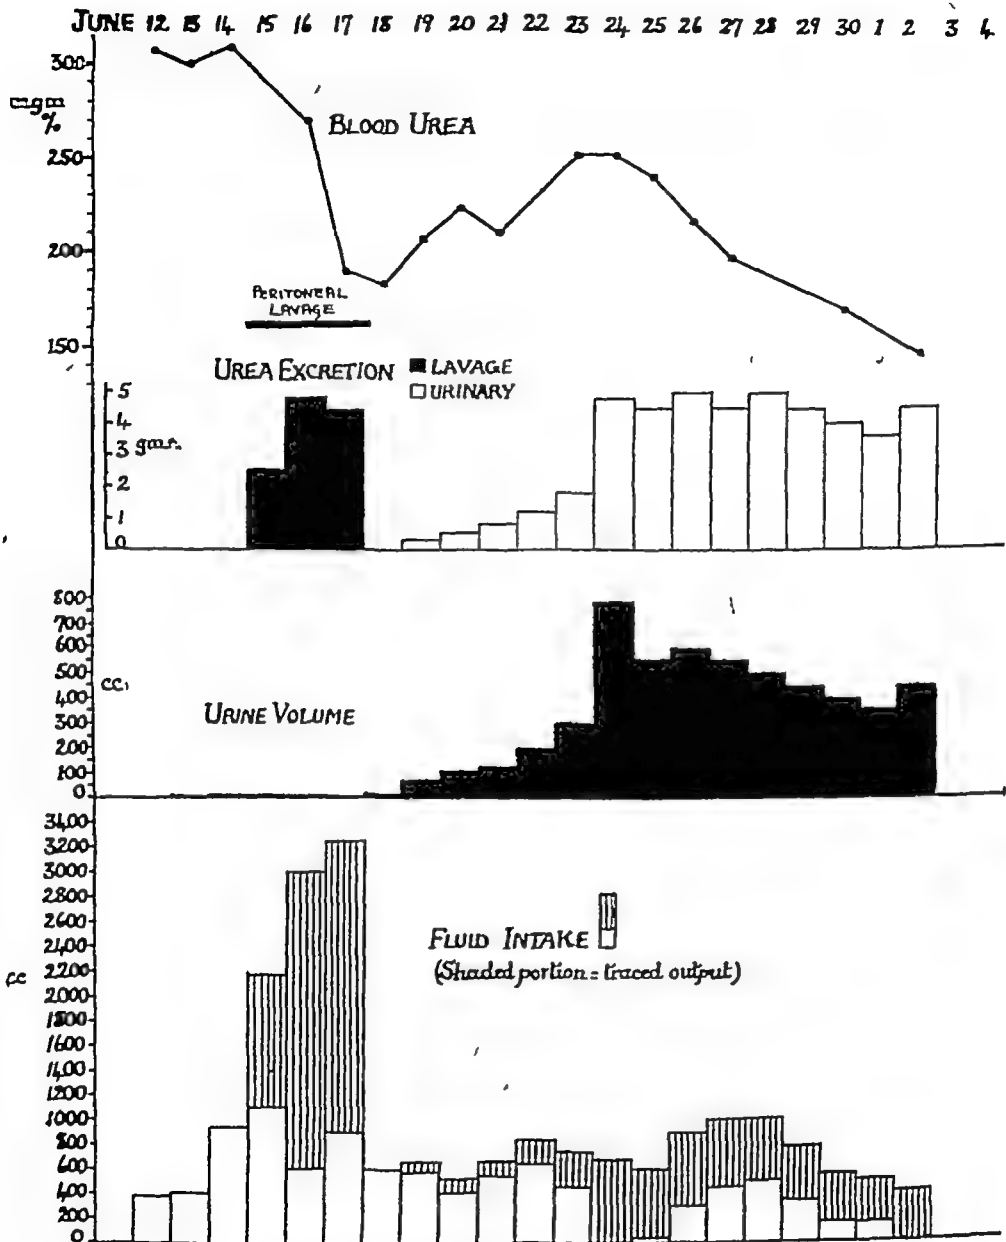 JUNE 12 13 14 15 16 17 18 19 20 21 22 23 24 25 26 27 28 29 30 1 2 3 4
300
mgm
%
BLOOD UREA
250
200
PERITONEAL
LAVAGE
150
UREA EXCRETION LAVAGE
URINARY
5
4
3 gms.
2
1
0
800
700
600
500
cc.
400
URINE VOLUME
300
200
100
0
3400
3200
3000
2800
2600
FLUID INTAKE
2400
(Shaded portion = traced output)
2200
cc
2000
1800
1600
1400
1200
1000
800
600
400
200
0